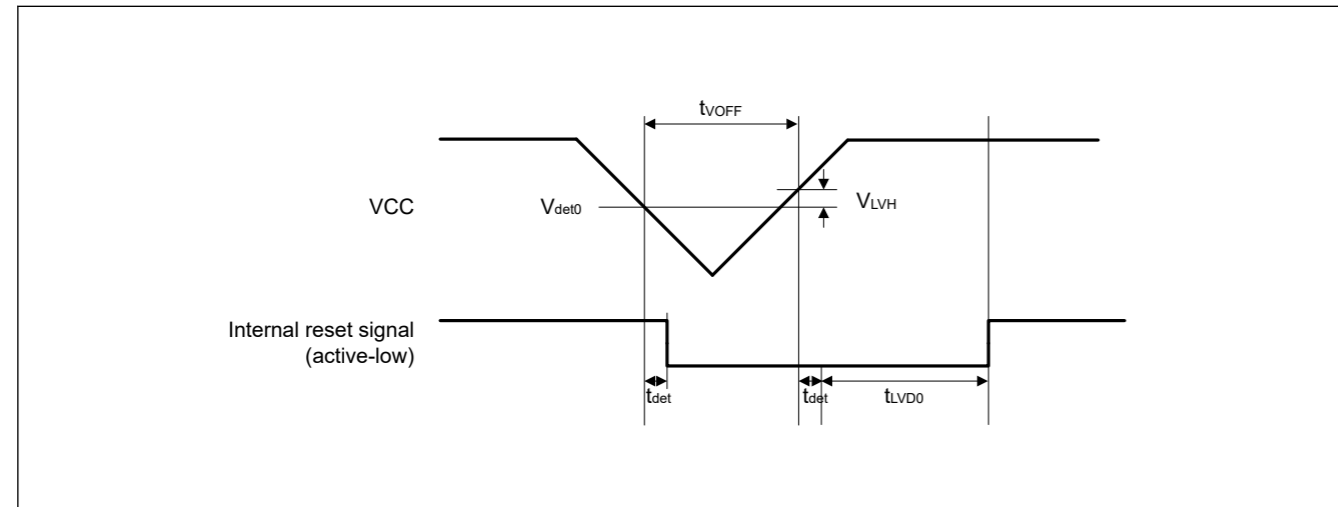 tVOFF
VCC
Vdet0
VLVH
Internal reset signal
(active-low)
tdet
tdet
tLVD0